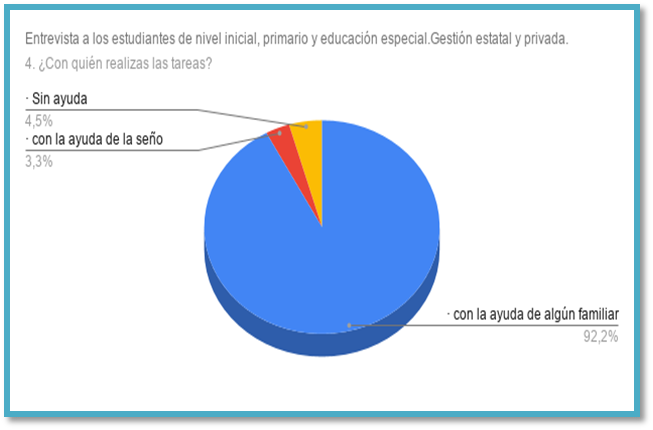 Entrevista a los estudiantes de nivel inicial, primario y educación especial.Gestión estatal y privada.
4. ¿Con quién realizas las tareas?
· Sin ayuda
4,5%
· con la ayuda de la seño
3,3%
· con la ayuda de algún familiar
92,2%